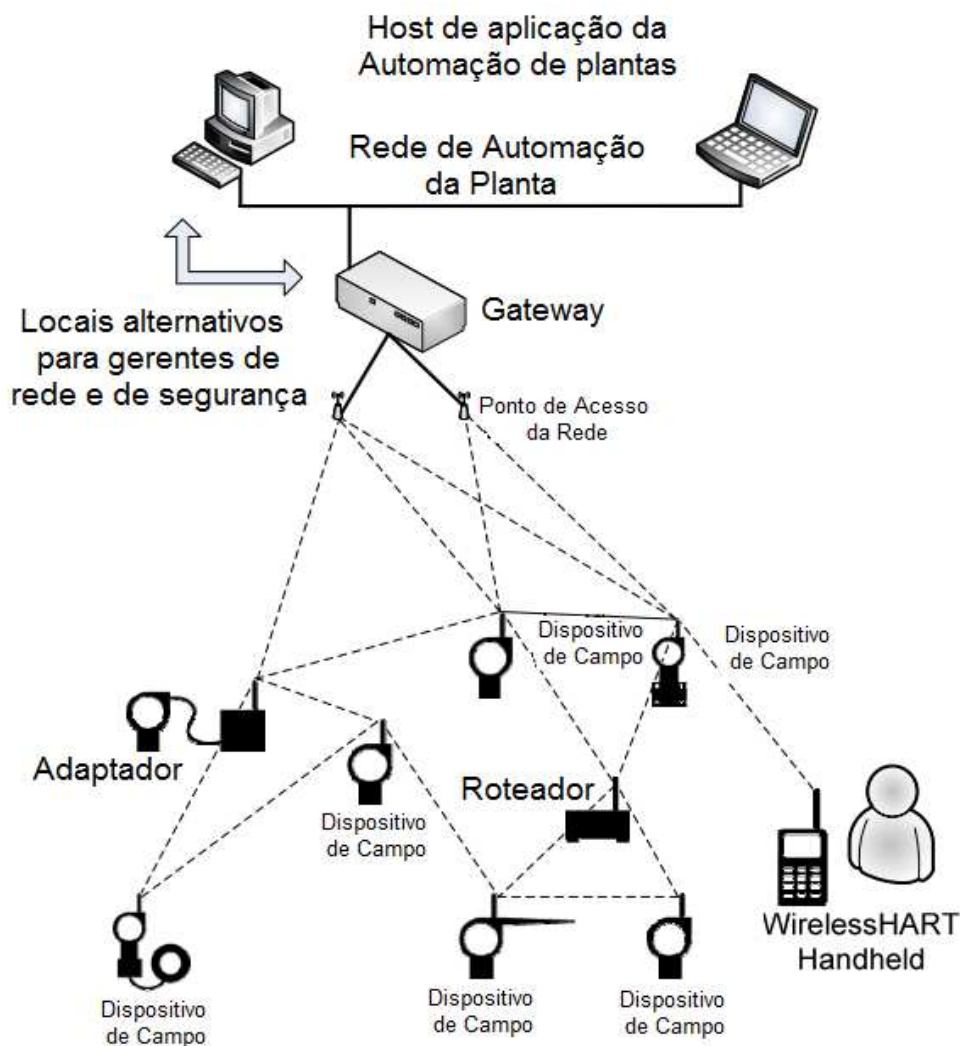 Host de aplicação da
Automação de plantas
Rede de Automação
da Planta
Gateway
Locais alternativos
para gerentes de
rede e de segurança
Ponto de Acesso
da Rede
Dispositivo
de Campo
Dispositivo
de Campo
Adaptador
Dispositivo
de Campo
Roteador
WirelessHART
Handheld
Dispositivo
de Campo
Dispositivo
de Campo
Dispositivo
de Campo